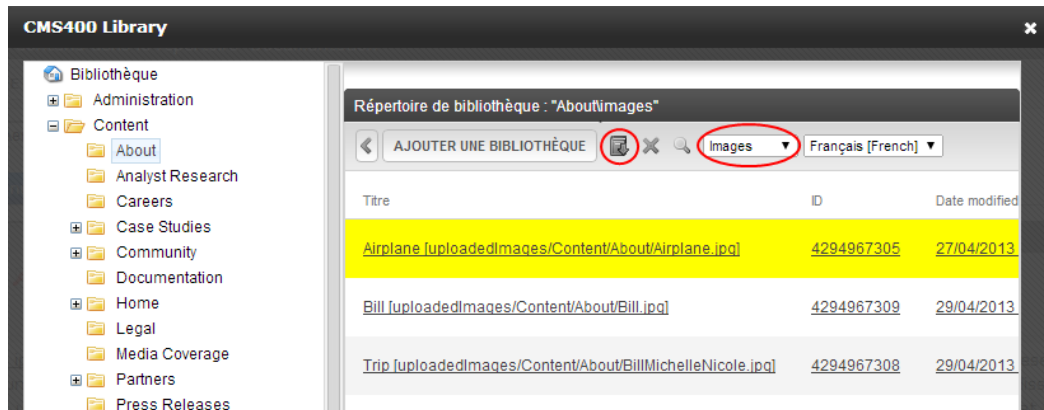 CMS400 Library
Bibliothèque
Administration
Content
About
Analyst Research
Careers
Case Studies
Community
Documentation
Home
Legal
Media Coverage
Partners
Press Releases
Répertoire de bibliothèque : "About\images"
AJOUTER UNE BIBLIOTHÈQUE Images Français [French]
Titre ID Date modified
Airplane [uploadedImages/Content/About/Airplane.jpg] 4294967305 27/04/2013
Bill [uploadedImages/Content/About/Bill.jpg] 4294967309 29/04/2013
Trip [uploadedImages/Content/About/BillMichelleNicole.jpg] 4294967308 29/04/2013